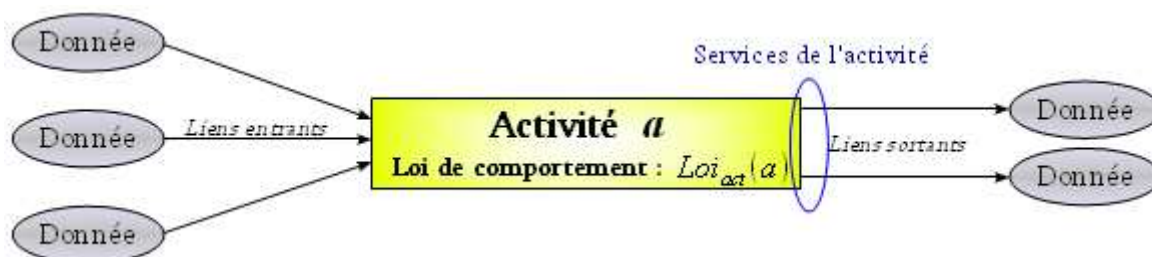 Donnée
Donnée
Donnée
Liens entrants
Activité a
Loi de comportement : Loi_act(a)
Services de l'activité
Liens sortants
Donnée
Donnée